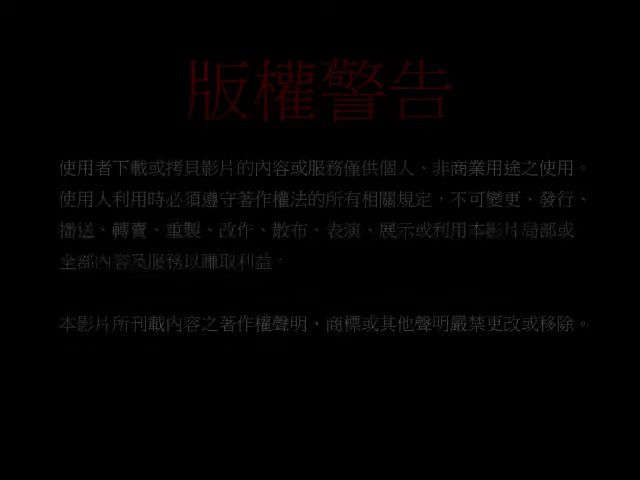 版權警告
使用者下載或拷貝影片的內容或服務僅供個人、非商業用途之使用。
使用人利用時必須遵守著作權法的所有相關規定，不可變更、發行、
播送、轉賣、重製、改作、散布、表演、展示或利用本影片局部或
全部內容及服務以賺取利益。
本影片所刊載內容之著作權聲明、商標或其他聲明嚴禁更改或移除。